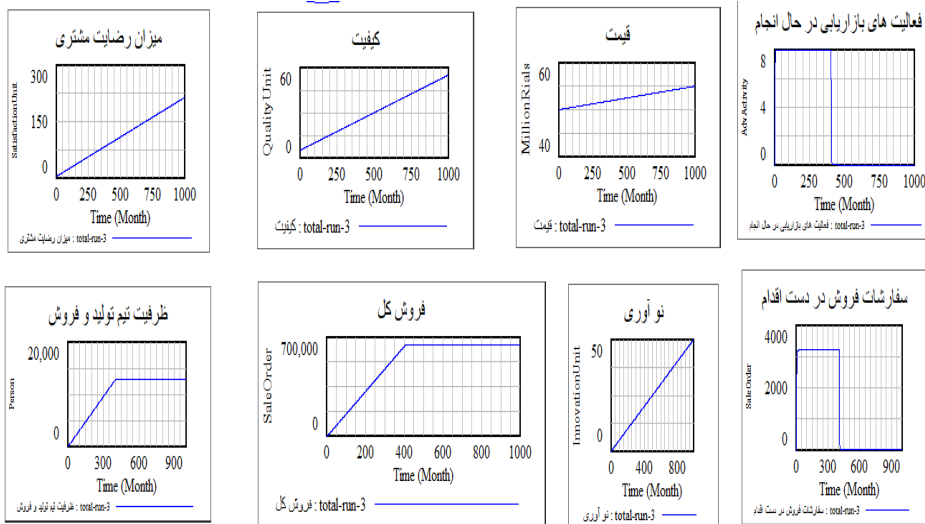 میزان رضایت مشتری
300
150
0
SatisfactionUnit
0 250 500 750 1000
Time (Month)
میزان رضایت مشتری : total-run-3
کیفیت
60
0
QualityUnit
0 250 500 750 1000
Time (Month)
کیفیت : total-run-3
قیمت
60
40
MillionRials
0 250 500 750 1000
Time (Month)
قیمت : total-run-3
فعالیت های بازاریابی در حال انجام
8
4
0
Adv Activity
0 250 500 750 1000
Time (Month)
فعالیت های بازاریابی در حال انجام : total-run-3
ظرفیت تیم تولید و فروش
20,000
0
Person
0 300 600 900
Time (Month)
ظرفیت تیم تولید و فروش : total-run-3
فروش کل
700,000
0
SaleOrder
0 200 400 600 800 1000
Time (Month)
فروش کل : total-run-3
نو آوری
50
0
InnovationUnit
0 400 800
Time (Month)
نو آوری : total-run-3
سفارشات فروش در دست اقدام
4000
2000
0
SaleOrder
0 300 600 900
Time (Month)
سفارشات فروش در دست اقدام : total-run-3